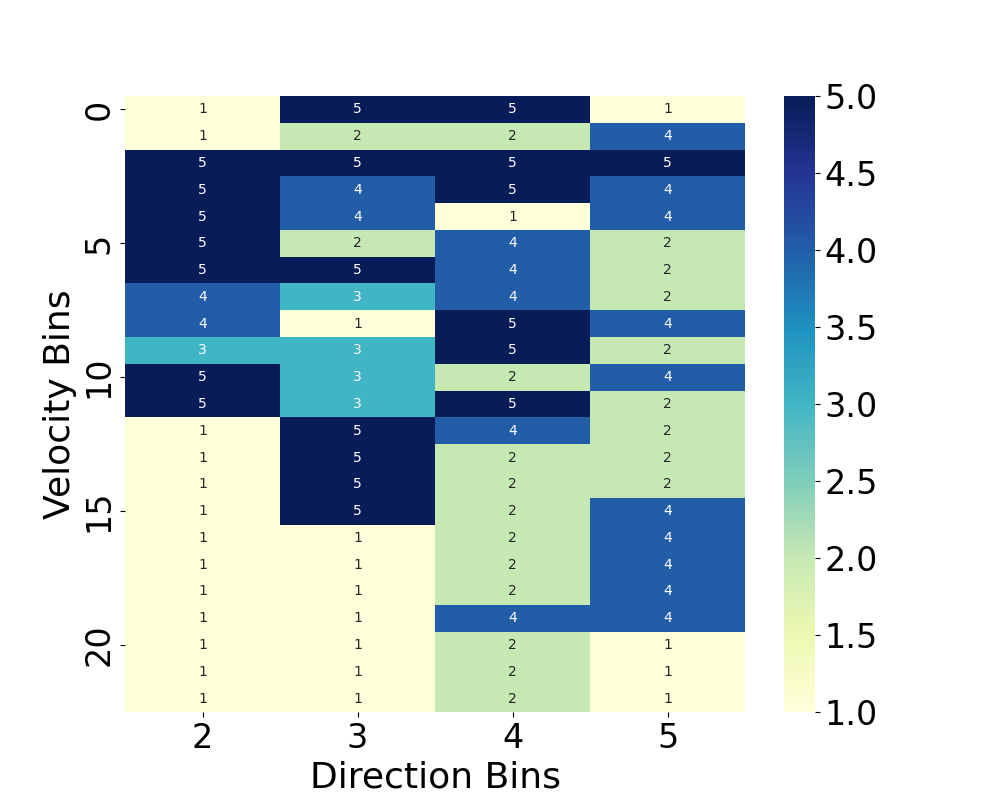 0 1 5 5 1
1 2 2 4
5 5 5 5
5 4 5 4
5 4 1 4
5 5 2 4 2
5 5 4 2
4 3 4 2
4 1 5 4
3 3 5 2
10 5 3 2 4
5 3 5 2
1 5 4 2
1 5 2 2
1 5 2 2
15 1 5 2 4
1 1 2 4
1 1 2 4
1 1 2 4
1 1 4 4
20 1 1 2 1
1 1 2 1
1 1 2 1
2 3 4 5
Direction Bins
Velocity Bins
5.0
4.5
4.0
3.5
3.0
2.5
2.0
1.5
1.0